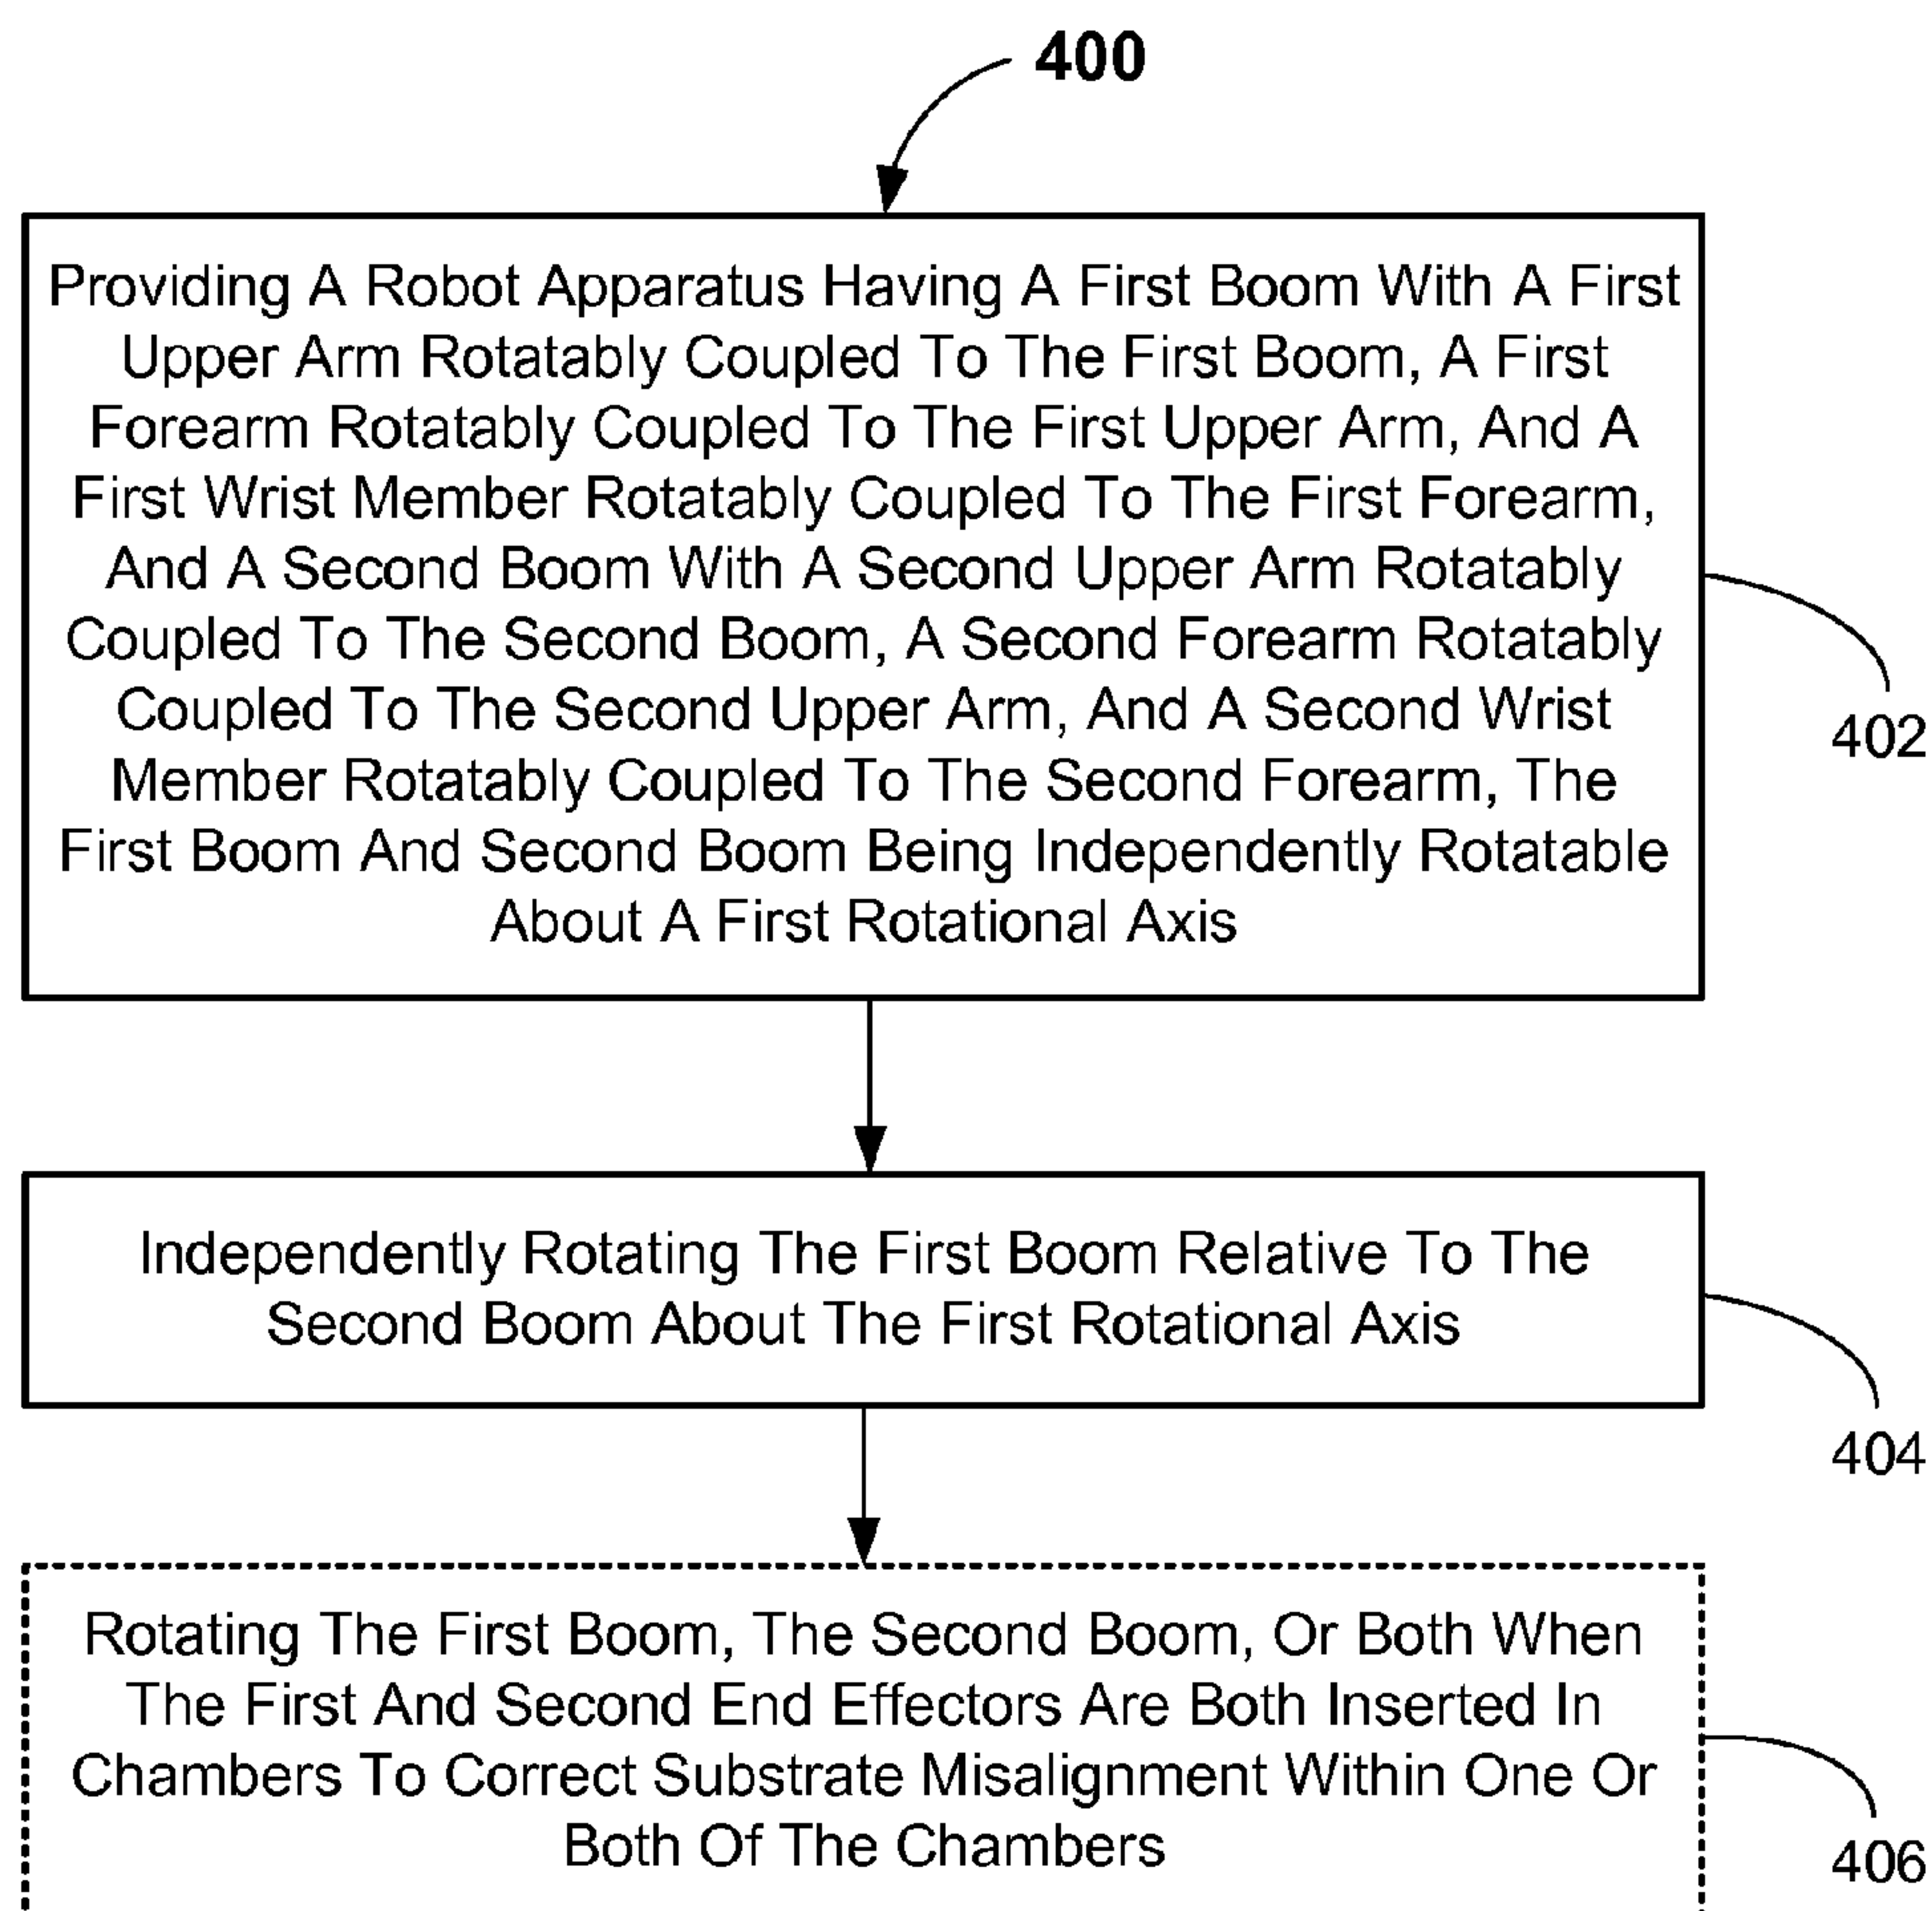 400
Providing A Robot Apparatus Having A First Boom With A First
Upper Arm Rotatably Coupled To The First Boom, A First
Forearm Rotatably Coupled To The First Upper Arm, And A
First Wrist Member Rotatably Coupled To The First Forearm,
And A Second Boom With A Second Upper Arm Rotatably
Coupled To The Second Boom, A Second Forearm Rotatably
Coupled To The Second Upper Arm, And A Second Wrist
Member Rotatably Coupled To The Second Forearm, The
First Boom And Second Boom Being Independently Rotatable
About A First Rotational Axis
402
Independently Rotating The First Boom Relative To The
Second Boom About The First Rotational Axis
404
Rotating The First Boom, The Second Boom, Or Both When
The First And Second End Effectors Are Both Inserted In
Chambers To Correct Substrate Misalignment Within One Or
Both Of The Chambers
406